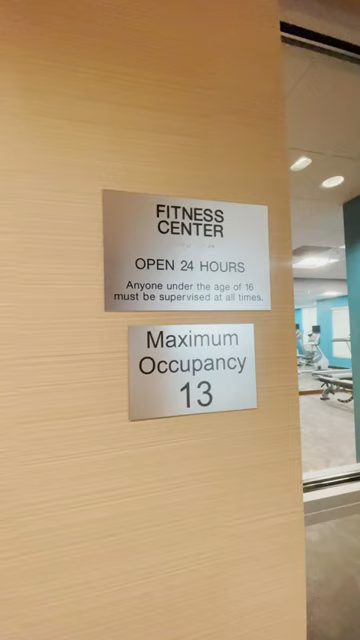 FITNESS
CENTER
OPEN 24 HOURS
Anyone under the age of 16
must be supervised at all times.
Maximum
Occupancy
13